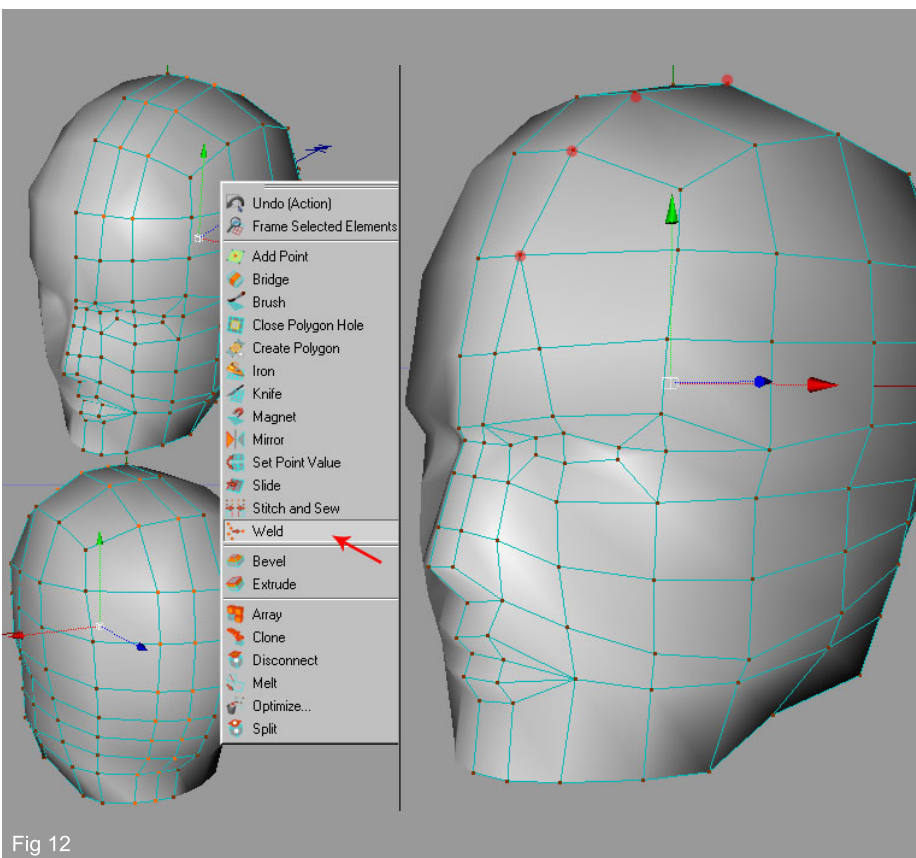 Undo (Action)
Frame Selected Elements
Add Point
Bridge
Brush
Close Polygon Hole
Create Polygon
Iron
Knife
Magnet
Mirror
Set Point Value
Slide
Stitch and Sew
Weld
Bevel
Extrude
Array
Clone
Disconnect
Melt
Optimize...
Split
Fig 12